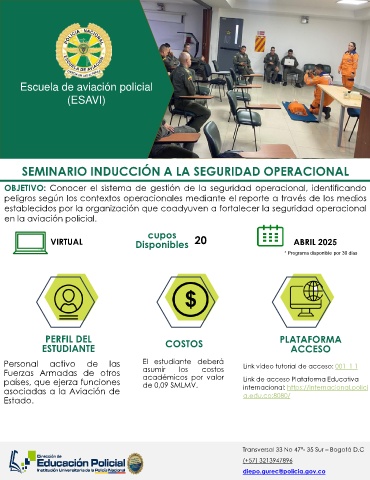 POLICÍA NACIONAL
ESCUELA DE AVIACIÓN
Escuela de aviación policial
(ESAVI)
SEMINARIO INDUCCIÓN A LA SEGURIDAD OPERACIONAL
OBJETIVO: Conocer el sistema de gestión de la seguridad operacional, identificando
peligros según los contextos operacionales mediante el reporte a través de los medios
establecidos por la organización que coadyuven a fortalecer la seguridad operacional
en la aviación policial.
VIRTUAL
cupos
Disponibles 20
ABRIL 2025
* Programa disponible por 30 días
PERFIL DEL
ESTUDIANTE
Personal activo de las
Fuerzas Armadas de otros
países, que ejerza funciones
asociadas a la Aviación de
Estado.
$
COSTOS
El estudiante deberá
asumir los costos
académicos por valor
de 0,09 SMLMV.
PLATAFORMA
ACCESO
Link video tutorial de acceso: 001_1.1
Link de acceso Plataforma Educativa
internacional: https://internacional.polici
a.edu.co:8080/
Dirección de
Educación Policial
Institución Universitaria de la Policía Nacional
Transversal 33 No 47ª- 35 Sur – Bogotá D.C
(+57) 3213947896
diepo.gurec@policia.gov.co